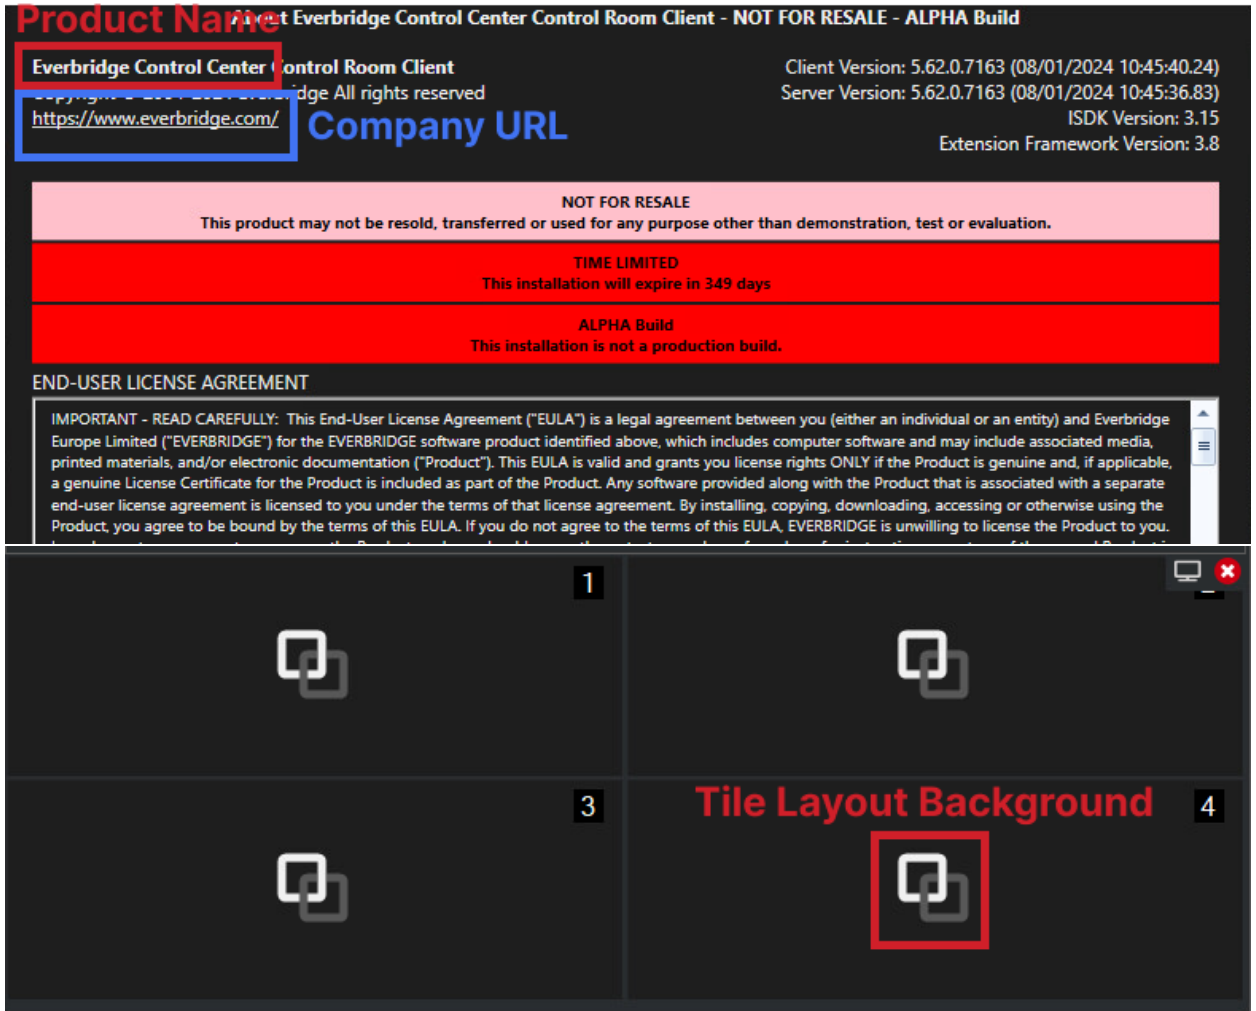 Product Name
About Everbridge Control Center Control Room Client - NOT FOR RESALE - ALPHA Build
Everbridge Control Center Control Room Client
Client Version: 5.62.0.7163 (08/01/2024 10:45:40.24)
Copyright © 2004-2024 Everbridge All rights reserved
Server Version: 5.62.0.7163 (08/01/2024 10:45:36.83)
https://www.everbridge.com/
Company URL
ISDK Version: 3.15
Extension Framework Version: 3.8
NOT FOR RESALE
This product may not be resold, transferred or used for any purpose other than demonstration, test or evaluation.
TIME LIMITED
This installation will expire in 349 days
ALPHA Build
This installation is not a production build.
END-USER LICENSE AGREEMENT
IMPORTANT - READ CAREFULLY: This End-User License Agreement ("EULA") is a legal agreement between you (either an individual or an entity) and Everbridge
Europe Limited ("EVERBRIDGE") for the EVERBRIDGE software product identified above, which includes computer software and may include associated media,
printed materials, and/or electronic documentation ("Product"). This EULA is valid and grants you license rights ONLY if the Product is genuine and, if applicable,
a genuine License Certificate for the Product is included as part of the Product. Any software provided along with the Product that is associated with a separate
end-user license agreement is licensed to you under the terms of that license agreement. By installing, copying, downloading, accessing or otherwise using the
Product, you agree to be bound by the terms of this EULA. If you do not agree to the terms of this EULA, EVERBRIDGE is unwilling to license the Product to you.
1
3
Tile Layout Background
4